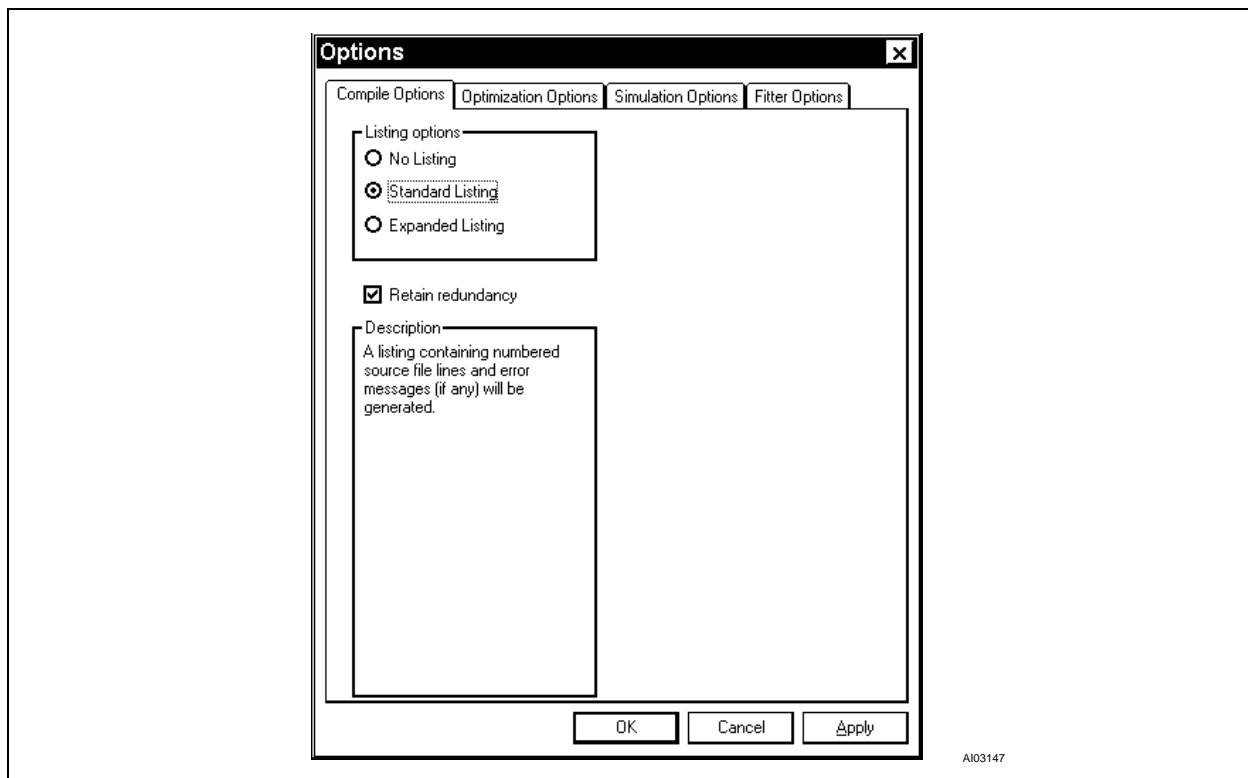 Options
Compile Options Optimization Options Simulation Options Fitter Options
Listing options
No Listing
Standard Listing
Expanded Listing
Retain redundancy
Description
A listing containing numbered
source file lines and error
messages (if any) will be
generated.
OK Cancel Apply
AI03147